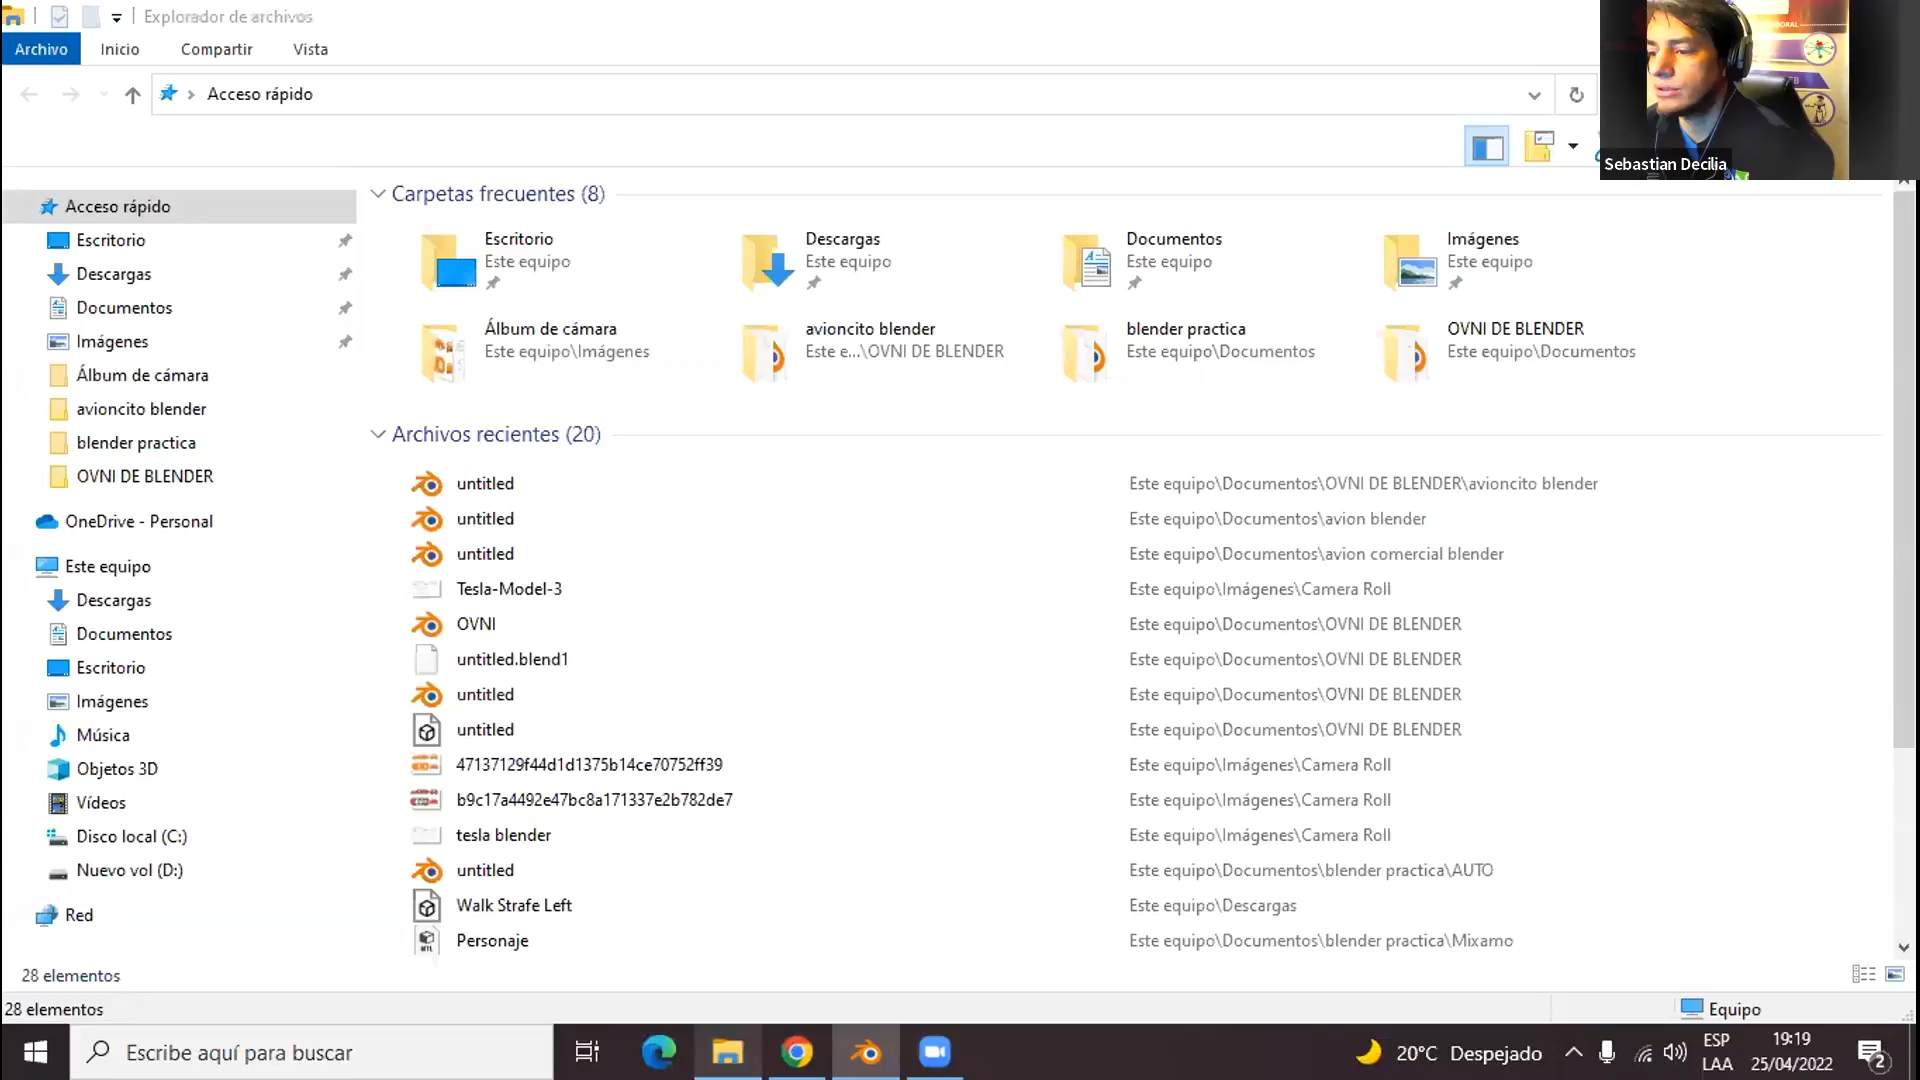 Explorador de archivos
Archivo Inicio Compartir Vista
Acceso rápido
Sebastian Decilia
Acceso rápido
Escritorio
Descargas
Documentos
Imágenes
Álbum de cámara
avioncito blender
blender practica
OVNI DE BLENDER
OneDrive - Personal
Este equipo
Descargas
Documentos
Escritorio
Imágenes
Música
Objetos 3D
Vídeos
Disco local (C:)
Nuevo vol (D:)
Red
Carpetas frecuentes (8)
Escritorio
Este equipo
Descargas
Este equipo
Documentos
Este equipo
Imágenes
Este equipo
Álbum de cámara
Este equipo\Imágenes
avioncito blender
Este e...\OVNI DE BLENDER
blender practica
Este equipo\Documentos
OVNI DE BLENDER
Este equipo\Documentos
Archivos recientes (20)
untitled Este equipo\Documentos\OVNI DE BLENDER\avioncito blender
untitled Este equipo\Documentos\avion blender
untitled Este equipo\Documentos\avion comercial blender
Tesla-Model-3 Este equipo\Imágenes\Camera Roll
OVNI Este equipo\Documentos\OVNI DE BLENDER
untitled.blend1 Este equipo\Documentos\OVNI DE BLENDER
untitled Este equipo\Documentos\OVNI DE BLENDER
untitled Este equipo\Documentos\OVNI DE BLENDER
47137129f44d1d1375b14ce70752ff39 Este equipo\Imágenes\Camera Roll
b9c17a4492e47bc8a171337e2b782de7 Este equipo\Imágenes\Camera Roll
tesla blender Este equipo\Imágenes\Camera Roll
untitled Este equipo\Documentos\blender practica\AUTO
Walk Strafe Left Este equipo\Descargas
Personaje Este equipo\Documentos\blender practica\Mixamo
28 elementos
28 elementos Equipo
Escribe aquí para buscar
20°C Despejado
ESP
LAA
19:19
25/04/2022
2